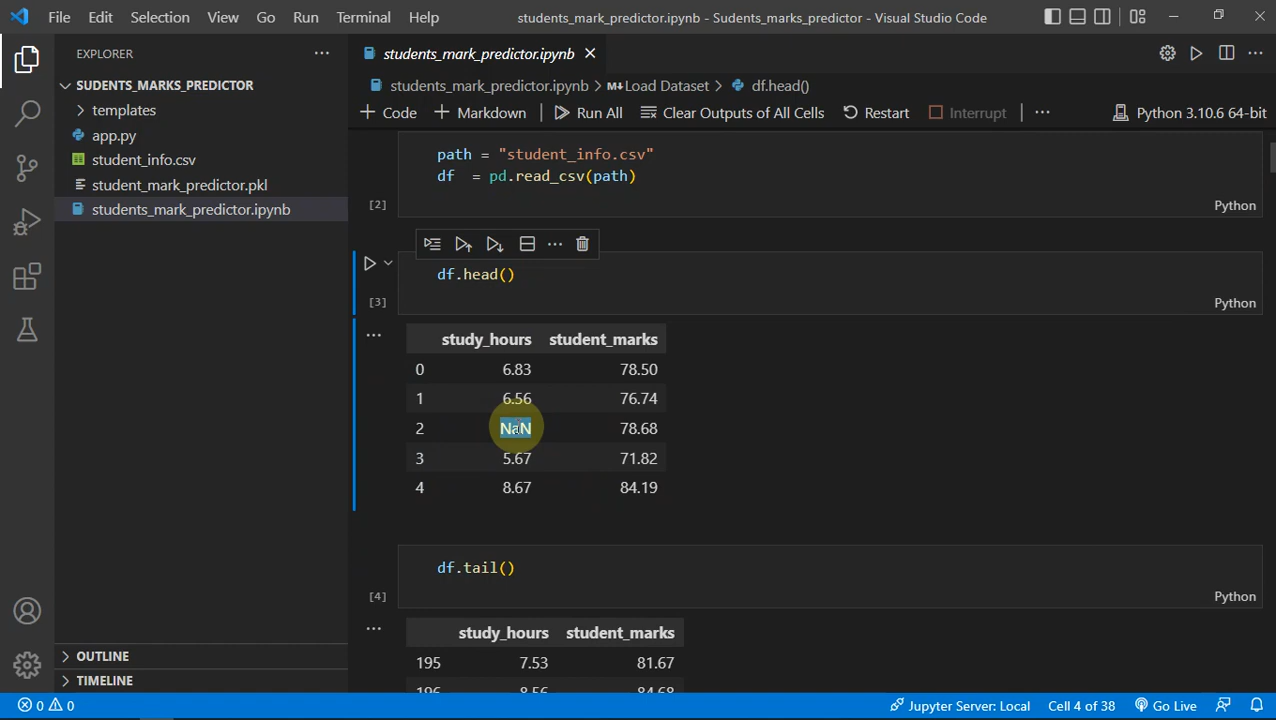 File Edit Selection View Go Run Terminal Help students_mark_predictor.ipynb - Sudents_marks_predictor - Visual Studio Code
EXPLORER
SUDENTS_MARKS_PREDICTOR
templates
app.py
student_info.csv
student_mark_predictor.pkl
students_mark_predictor.ipynb
OUTLINE
TIMELINE
students_mark_predictor.ipynb
students_mark_predictor.ipynb > M Load Dataset > df.head()
+ Code + Markdown Run All Clear Outputs of All Cells Restart Interrupt ... Python 3.10.6 64-bit
path = "student_info.csv"
df = pd.read_csv(path)
[2] Python
df.head()
[3] Python
study_hours student_marks
0 6.83 78.50
1 6.56 76.74
2 NaN 78.68
3 5.67 71.82
4 8.67 84.19
df.tail()
[4] Python
study_hours student_marks
195 7.53 81.67
196 8.56 84.68
0 0 Jupyter Server: Local Cell 4 of 38 Go Live